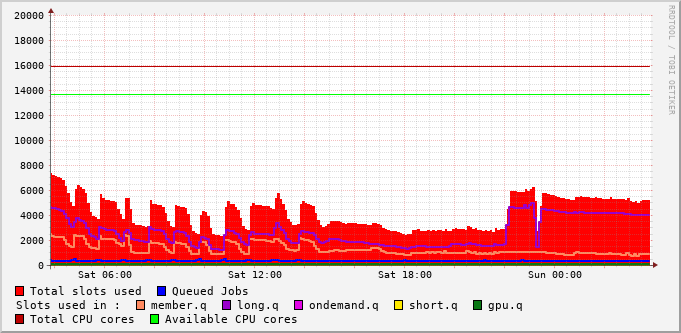 20000
18000
16000
14000
12000
10000
8000
6000
4000
2000
0
Sat 06:00 Sat 12:00 Sat 18:00 Sun 00:00
RRDTOOL / TOBI OETIKER
Total slots used Queued Jobs
Slots used in : member.q long.q ondemand.q short.q gpu.q
Total CPU cores Available CPU cores